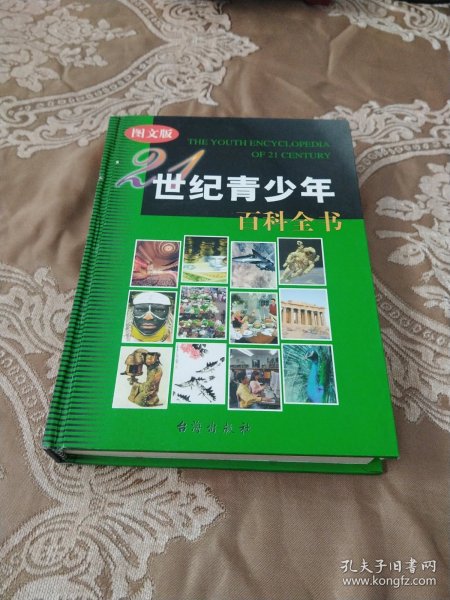 图文版
THE YOUTH ENCYCLOPEDIA
OF 21 CENTURY
21世纪青少年
百科全书
台海出版社
孔夫子旧书网
www.kongfz.com